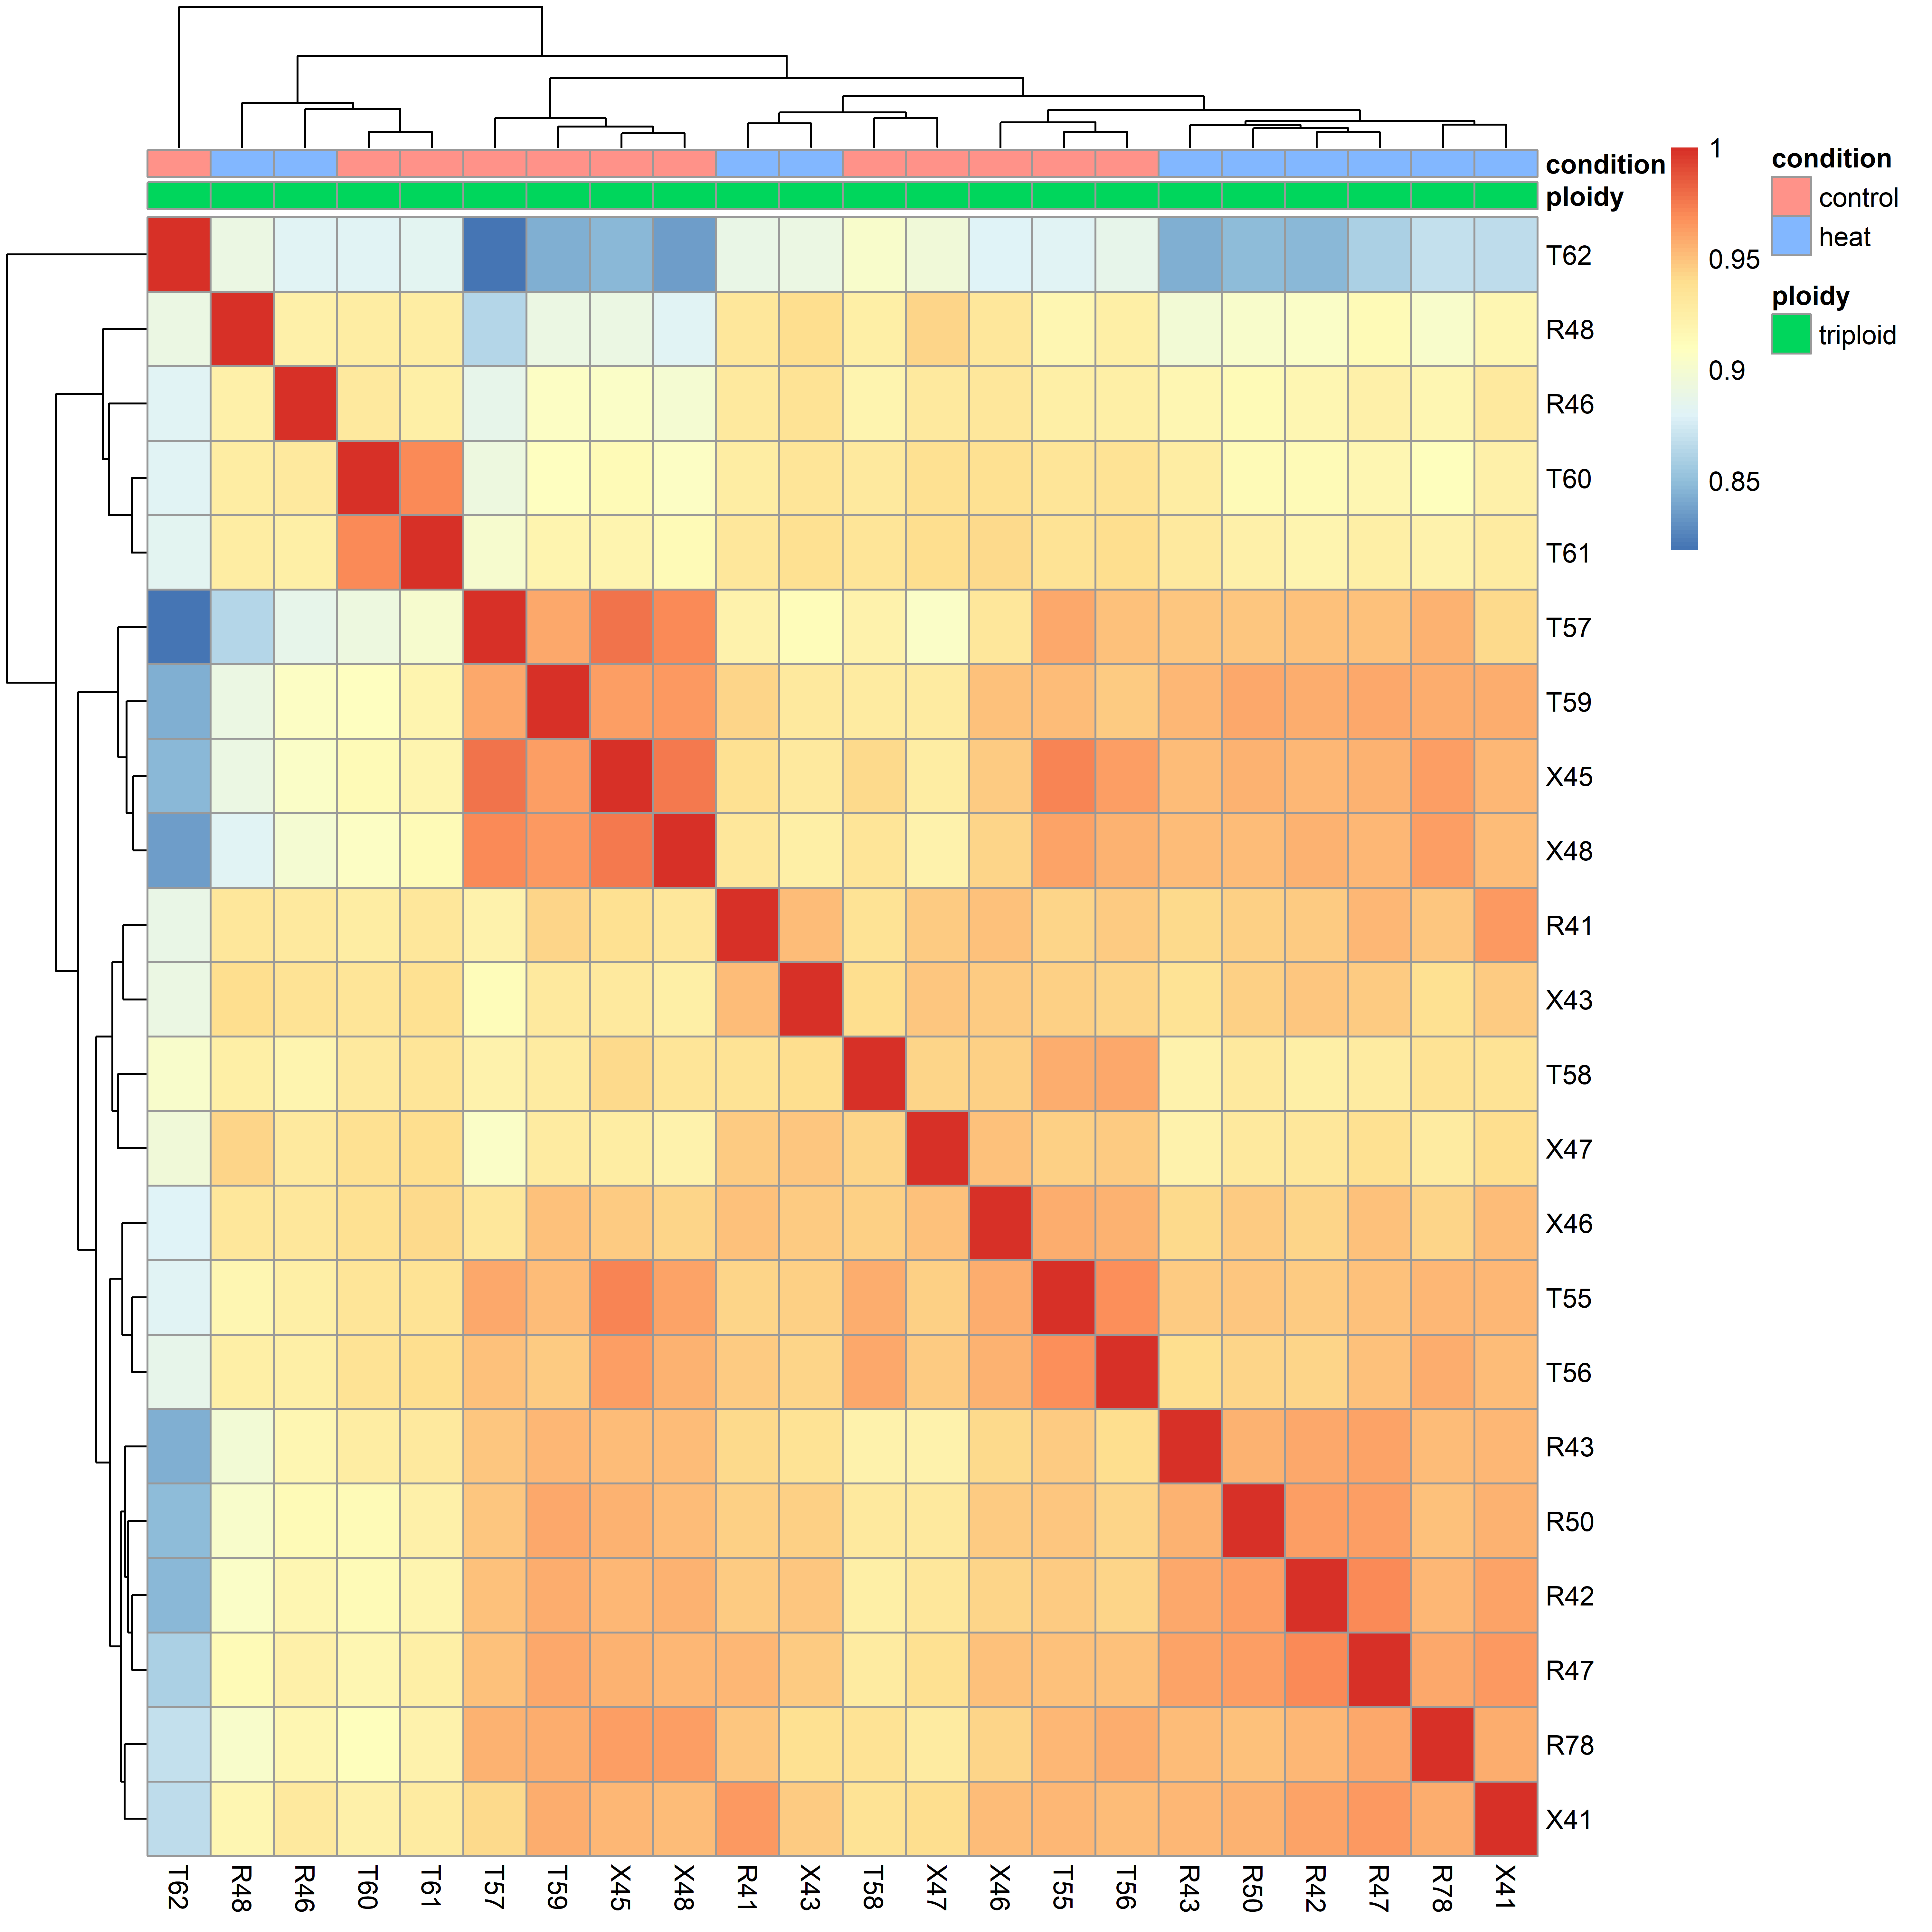 condition
ploidy
T62
R48
R46
T60
T61
T57
T59
X45
X48
R41
X43
T58
X47
X46
T55
T56
R43
R50
R42
R47
R78
X41
T62 R48 R46 T60 T61 T57 T59 X45 X48 R41 X43 T58 X47 X46 T55 T56 R43 R50 R42 R47 R78 X41
1
0.95
0.9
0.85
condition
control
heat
ploidy
triploid